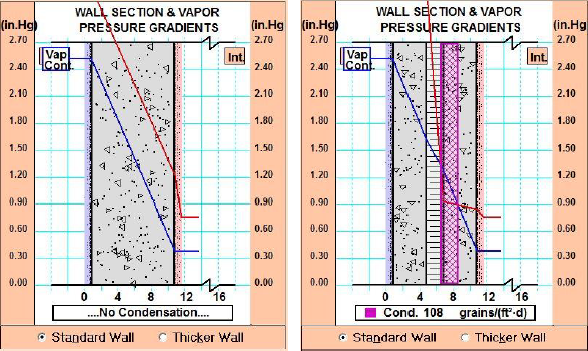 WALL SECTION & VAPOR
PRESSURE GRADIENTS
(in.Hg)
(in.Hg)
2.70
2.40
2.10
1.80
1.50
1.20
0.90
0.60
0.30
0.00
Vap
Cont.
Int.
2.70
2.40
2.10
1.80
1.50
1.20
0.90
0.60
0.30
0.00
0 4 8 12 16
....No Condensation....
Standard Wall
Thicker Wall
WALL SECTION & VAPOR
PRESSURE GRADIENTS
(in.Hg)
(in.Hg)
2.70
2.40
2.10
1.80
1.50
1.20
0.90
0.60
0.30
0.00
Vap
Cont.
Int.
2.70
2.40
2.10
1.80
1.50
1.20
0.90
0.60
0.30
0.00
0 4 8 12 16
Cond. 108 grains/(ft²·d)
Standard Wall
Thicker Wall